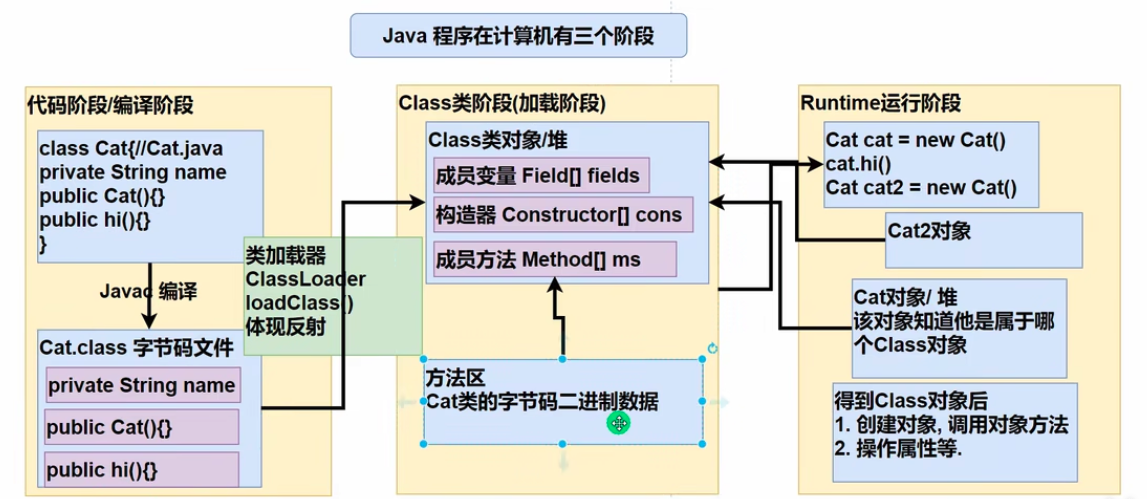 Java 程序在计算机有三个阶段
代码阶段/编译阶段
class Cat{//Cat.java
private String name
public Cat(){}
public hi(){}
}
Javac 编译
Cat.class 字节码文件
private String name
public Cat(){}
public hi(){}
类加载器
ClassLoader
loadClass()
体现反射
Class类阶段(加载阶段)
Class类对象/堆
成员变量 Field[] fields
构造器 Constructor[] cons
成员方法 Method[] ms
方法区
Cat类的字节码二进制数据
Runtime运行阶段
Cat cat = new Cat()
cat.hi()
Cat cat2 = new Cat()
Cat2对象
Cat对象/ 堆
该对象知道他是属于哪
个Class对象
得到Class对象后
1. 创建对象, 调用对象方法
2. 操作属性等.